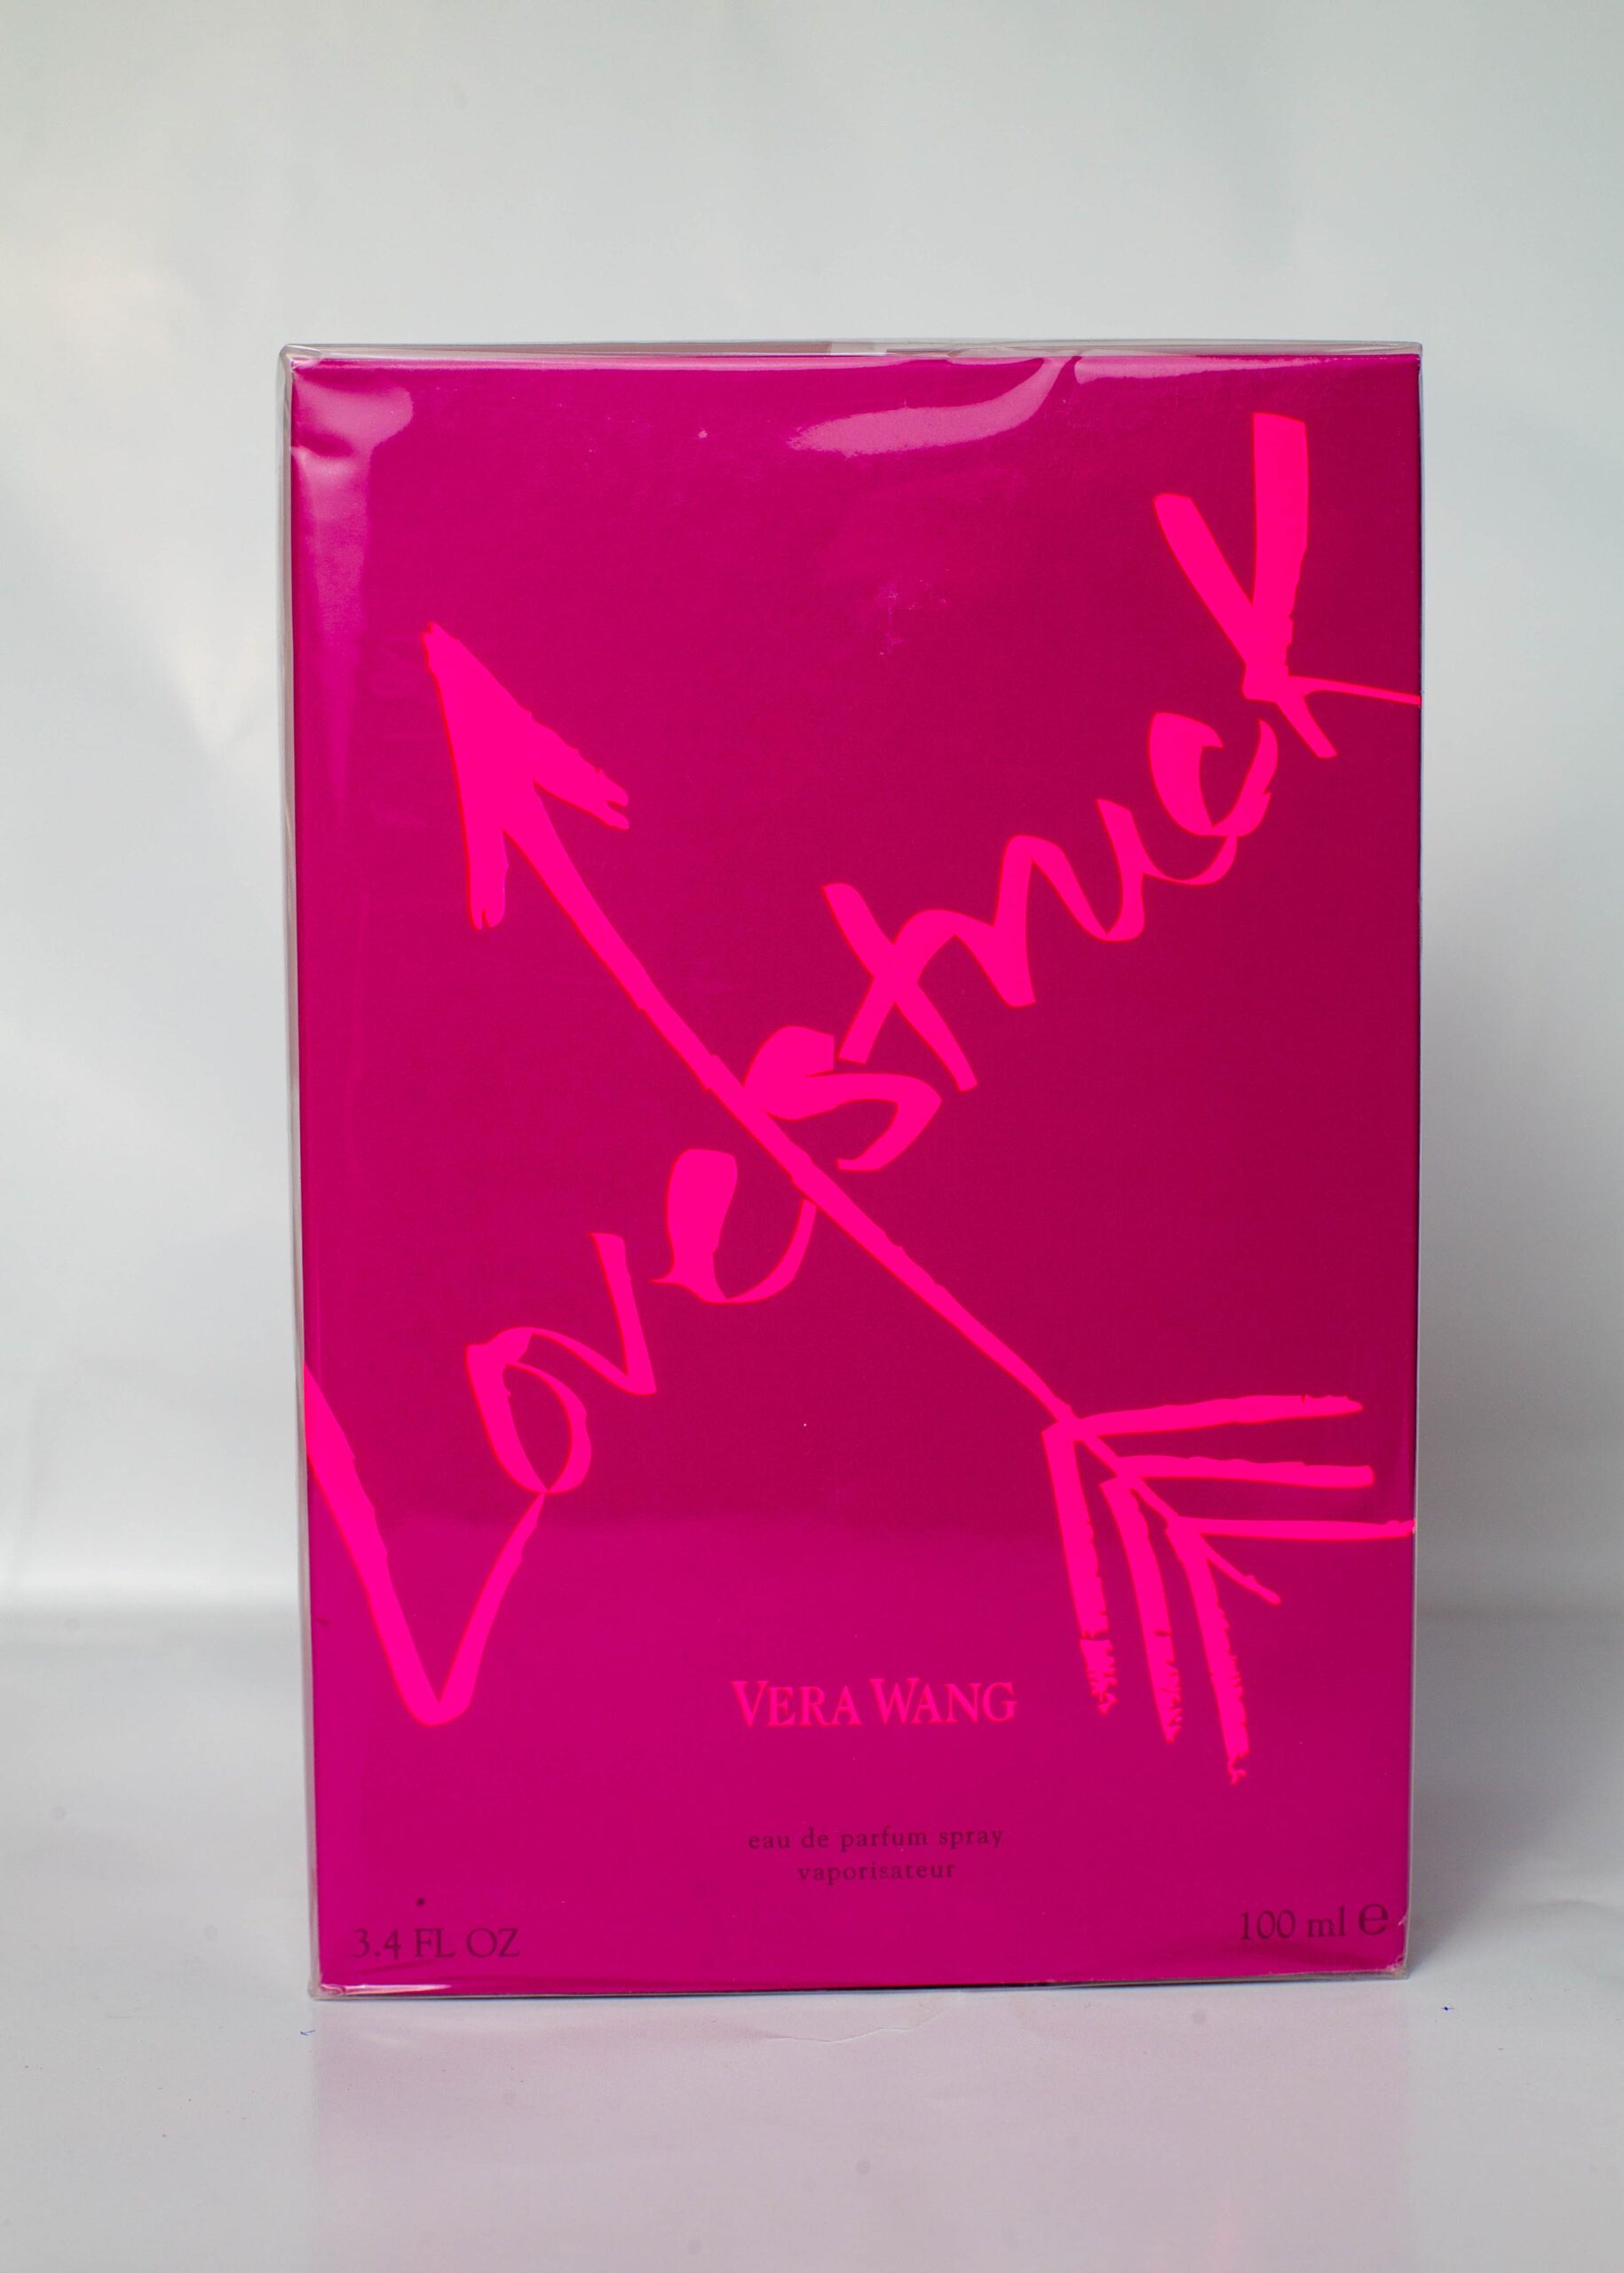 Lovestruck
VERA WANG
eau de parfum spray
vaporisateur
3.4 FL OZ
100 ml ℮